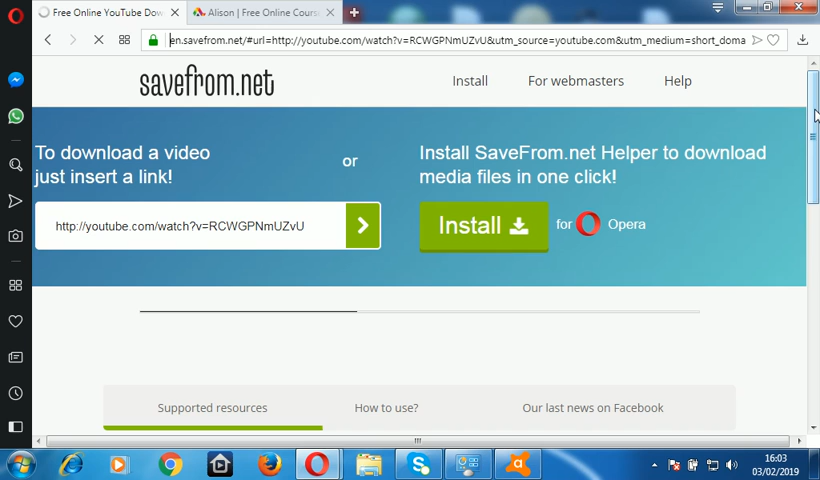 Free Online YouTube Dow
Alison | Free Online Cours
en.savefrom.net/#url=http://youtube.com/watch?v=RCWGPNmUZvU&utm_source=youtube.com&utm_medium=short_doma
savefrom.net
Install
For webmasters
Help
To download a video
just insert a link!
or
Install SaveFrom.net Helper to download
media files in one click!
http://youtube.com/watch?v=RCWGPNmUZvU
Install
for
Opera
Supported resources
How to use?
Our last news on Facebook
16:03
03/02/2019